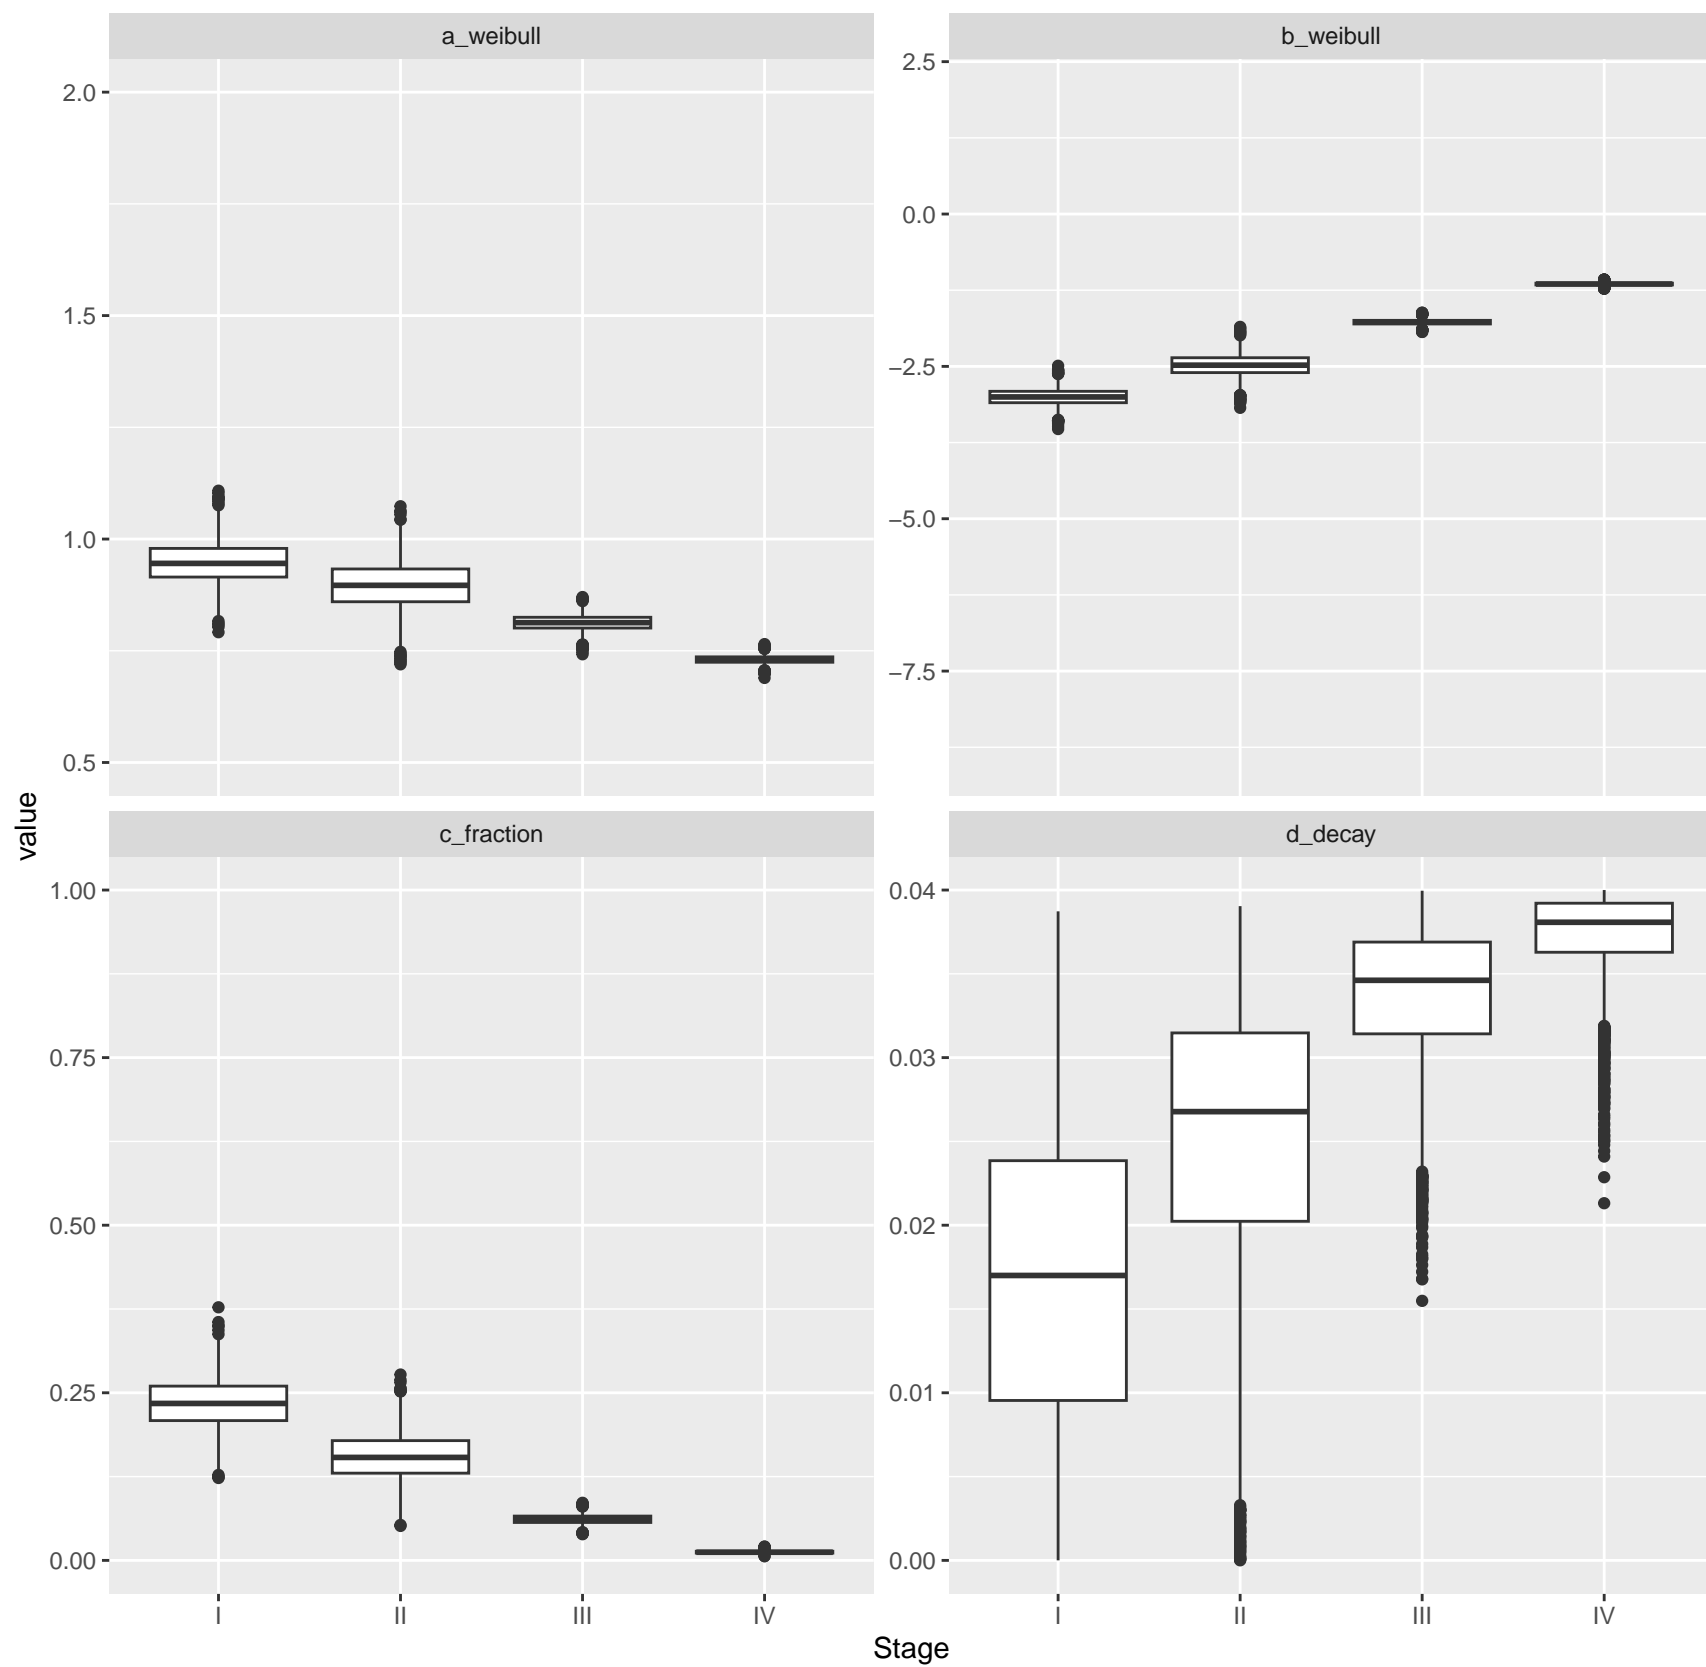 a_weibull
b_weibull
2.0
1.5
1.0
0.5
2.5
0.0
−2.5
−5.0
−7.5
value
c_fraction
d_decay
1.00
0.75
0.50
0.25
0.00
0.04
0.03
0.02
0.01
0.00
I II III IV
I II III IV
Stage